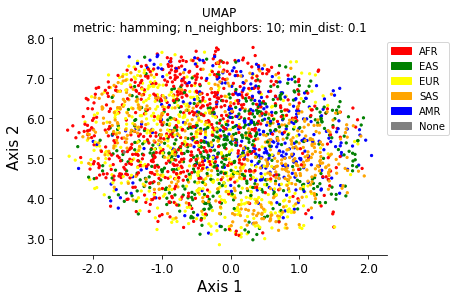 UMAP
metric: hamming; n_neighbors: 10; min_dist: 0.1
8.0
7.0
6.0
5.0
4.0
3.0
Axis 2
-2.0 -1.0 0.0 1.0 2.0
Axis 1
AFR
EAS
EUR
SAS
AMR
None